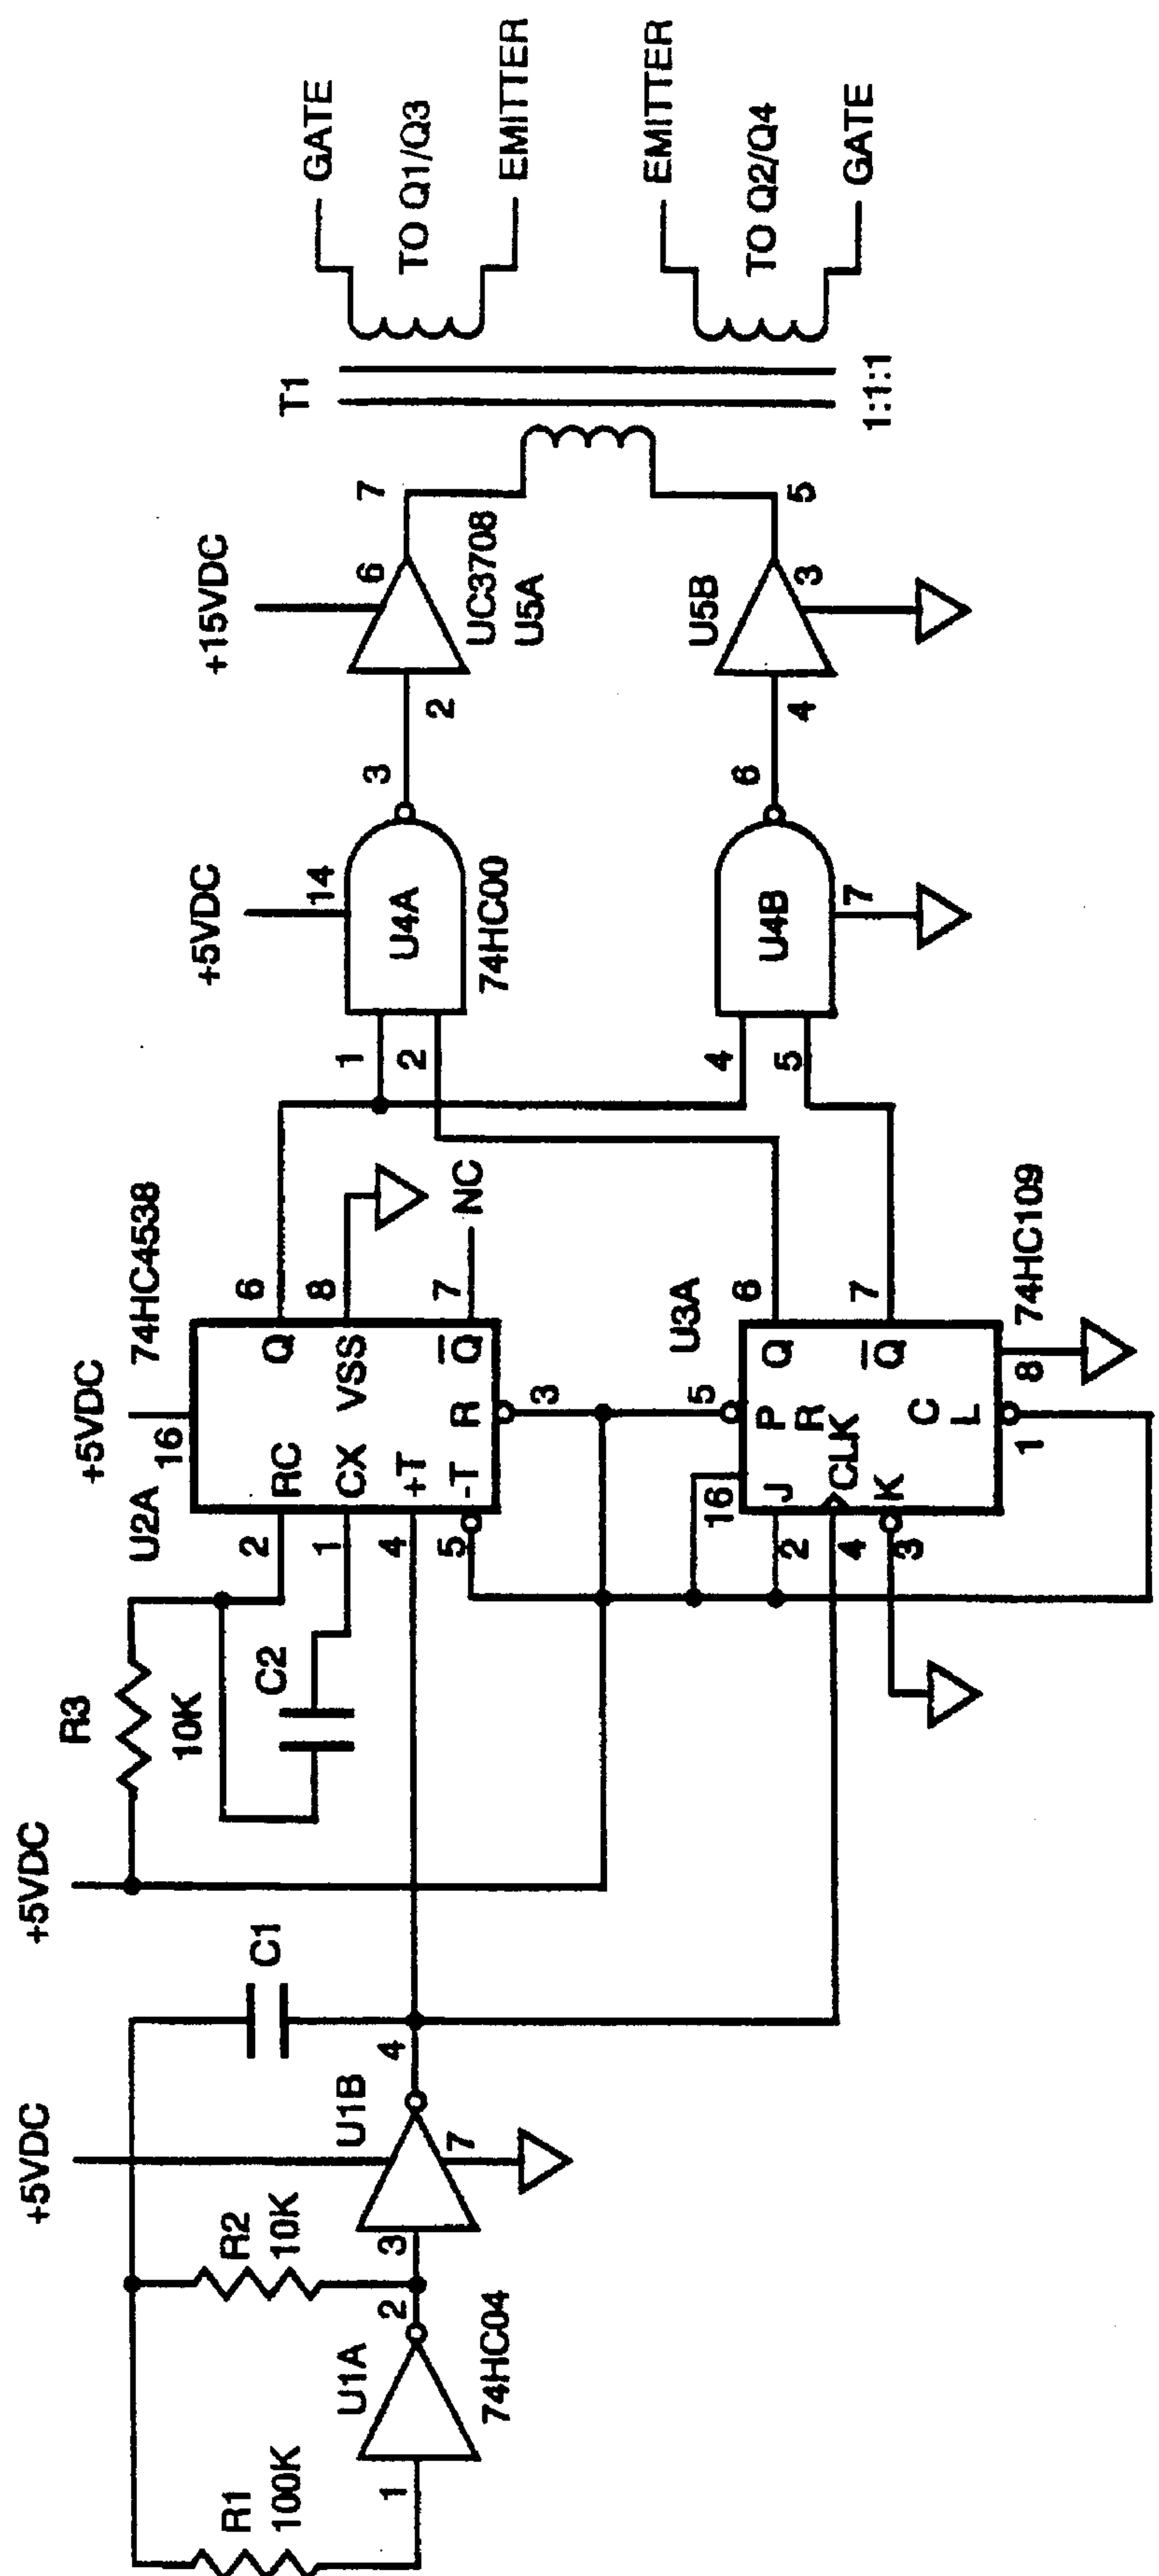 +5VDC
R1
100K
1
U1A
74HC04
2
R2
10K
3
U1B
7
4
C1
+5VDC
R3
10K
C2
+5VDC
16
U2A
74HC4538
2
1
4
5
RC
CX
+T
-T
Q
VSS
Q
R
6
8
7
3
NC
U3A
74HC109
16
2
4
3
5
J
CLK
K
PR
CL
Q
Q
6
7
8
1
+5VDC
14
1
2
U4A
74HC00
3
4
5
U4B
7
6
+15VDC
2
6
7
UC3708
U5A
4
U5B
3
5
T1
1:1:1
GATE
TO Q1/Q3
EMITTER
EMITTER
TO Q2/Q4
GATE